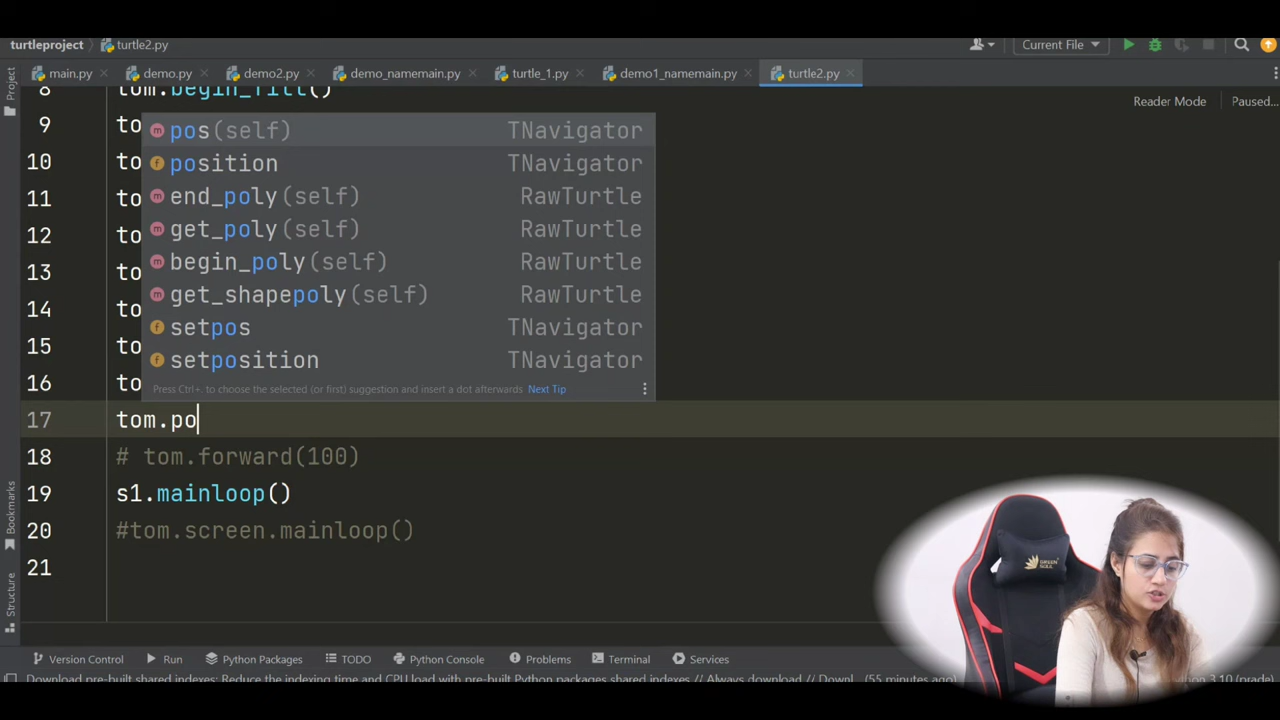 turtleproject turtle2.py Current File
Project main.py demo.py demo2.py demo_namemain.py turtle_1.py demo1_namemain.py turtle2.py
8 tom.begin_fill()
Reader Mode Paused...
9 to
pos(self) TNavigator
10 to
position TNavigator
11 to
end_poly(self) RawTurtle
12 to
get_poly(self) RawTurtle
13 to
begin_poly(self) RawTurtle
14 to
get_shapepoly(self) RawTurtle
15 to
setpos TNavigator
16 to
setposition TNavigator
Press Ctrl+. to choose the selected (or first) suggestion and insert a dot afterwards Next Tip
17 tom.po
18 # tom.forward(100)
19 s1.mainloop()
20 #tom.screen.mainloop()
21
Bookmarks
Structure
GREEN SOUL
Version Control Run Python Packages TODO Python Console Problems Terminal Services
Download pre-built shared indexes: Reduce the indexing time and CPU load with pre-built Python packages shared indexes // Always download // Downl... (55 minutes ago)